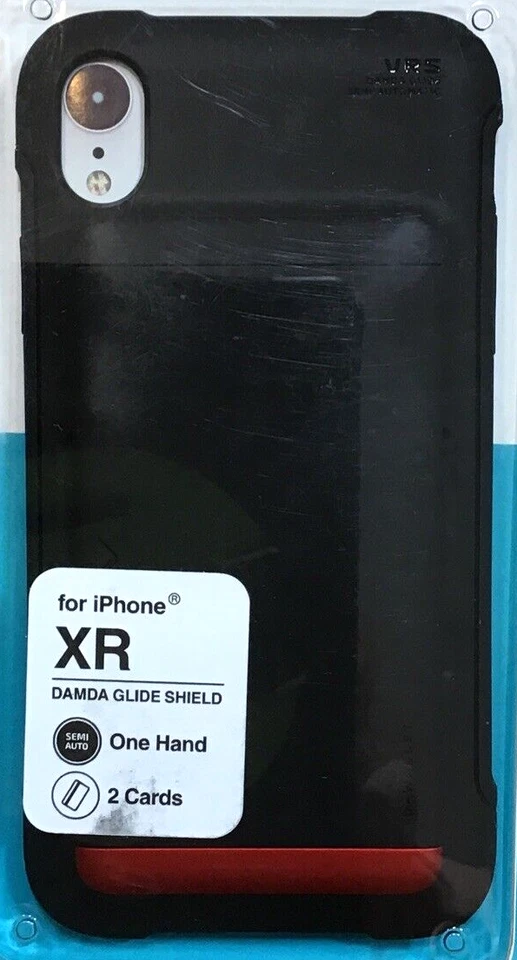 VRS
for iPhone®
XR
DAMDA GLIDE SHIELD
SEMI
AUTO
One Hand
2 Cards